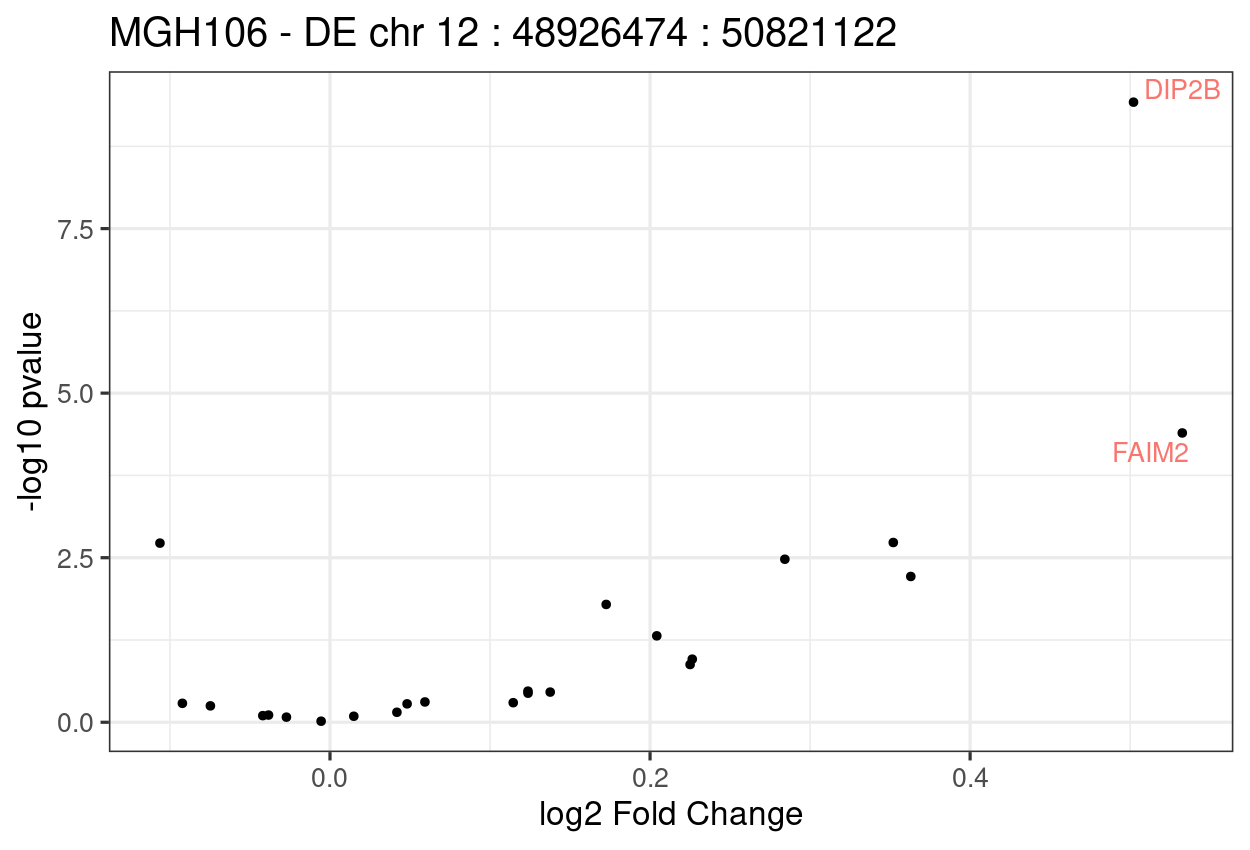 MGH106 - DE chr 12 : 48926474 : 50821122
DIP2B
7.5
5.0
FAIM2
2.5
0.0
-log10 pvalue
0.0 0.2 0.4
log2 Fold Change